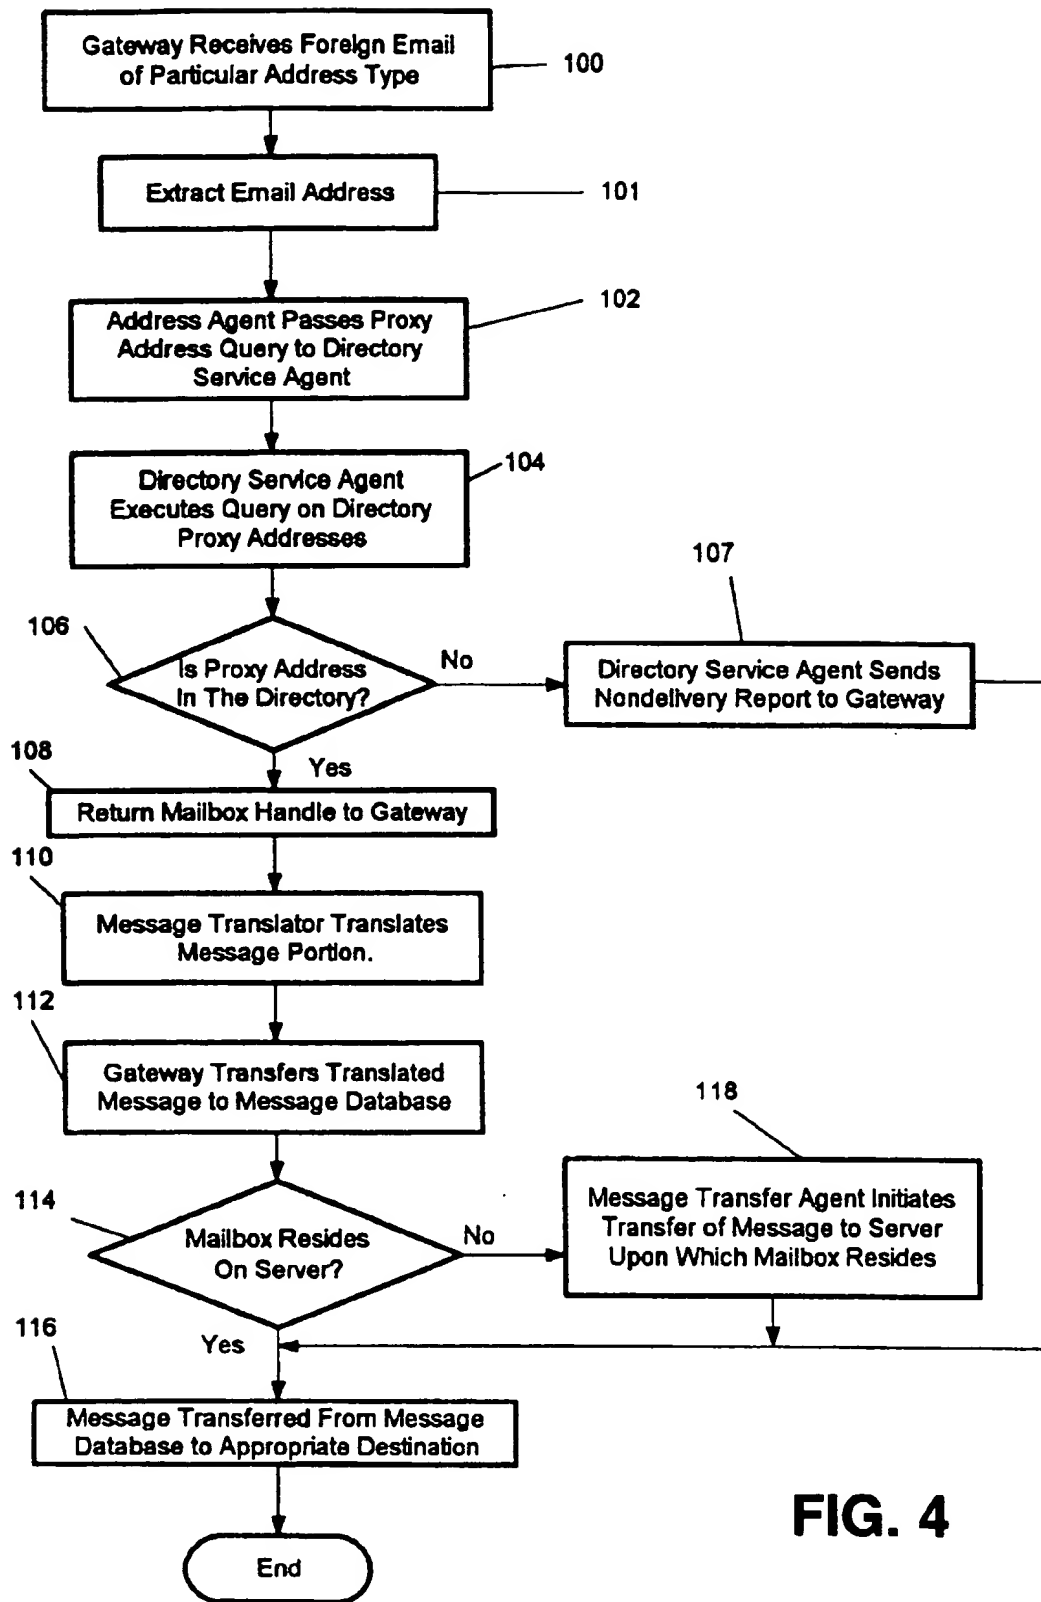 Gateway Receives Foreign Email
of Particular Address Type
100
Extract Email Address
101
102
Address Agent Passes Proxy
Address Query to Directory
Service Agent
104
Directory Service Agent
Executes Query on Directory
Proxy Addresses
107
106
Is Proxy Address
In The Directory?
No
Directory Service Agent Sends
Nondelivery Report to Gateway
Yes
108
Return Mailbox Handle to Gateway
110
Message Translator Translates
Message Portion.
112
Gateway Transfers Translated
Message to Message Database
118
114
Mailbox Resides
On Server?
No
Message Transfer Agent Initiates
Transfer of Message to Server
Upon Which Mailbox Resides
116
Yes
Message Transferred From Message
Database to Appropriate Destination
End
FIG. 4